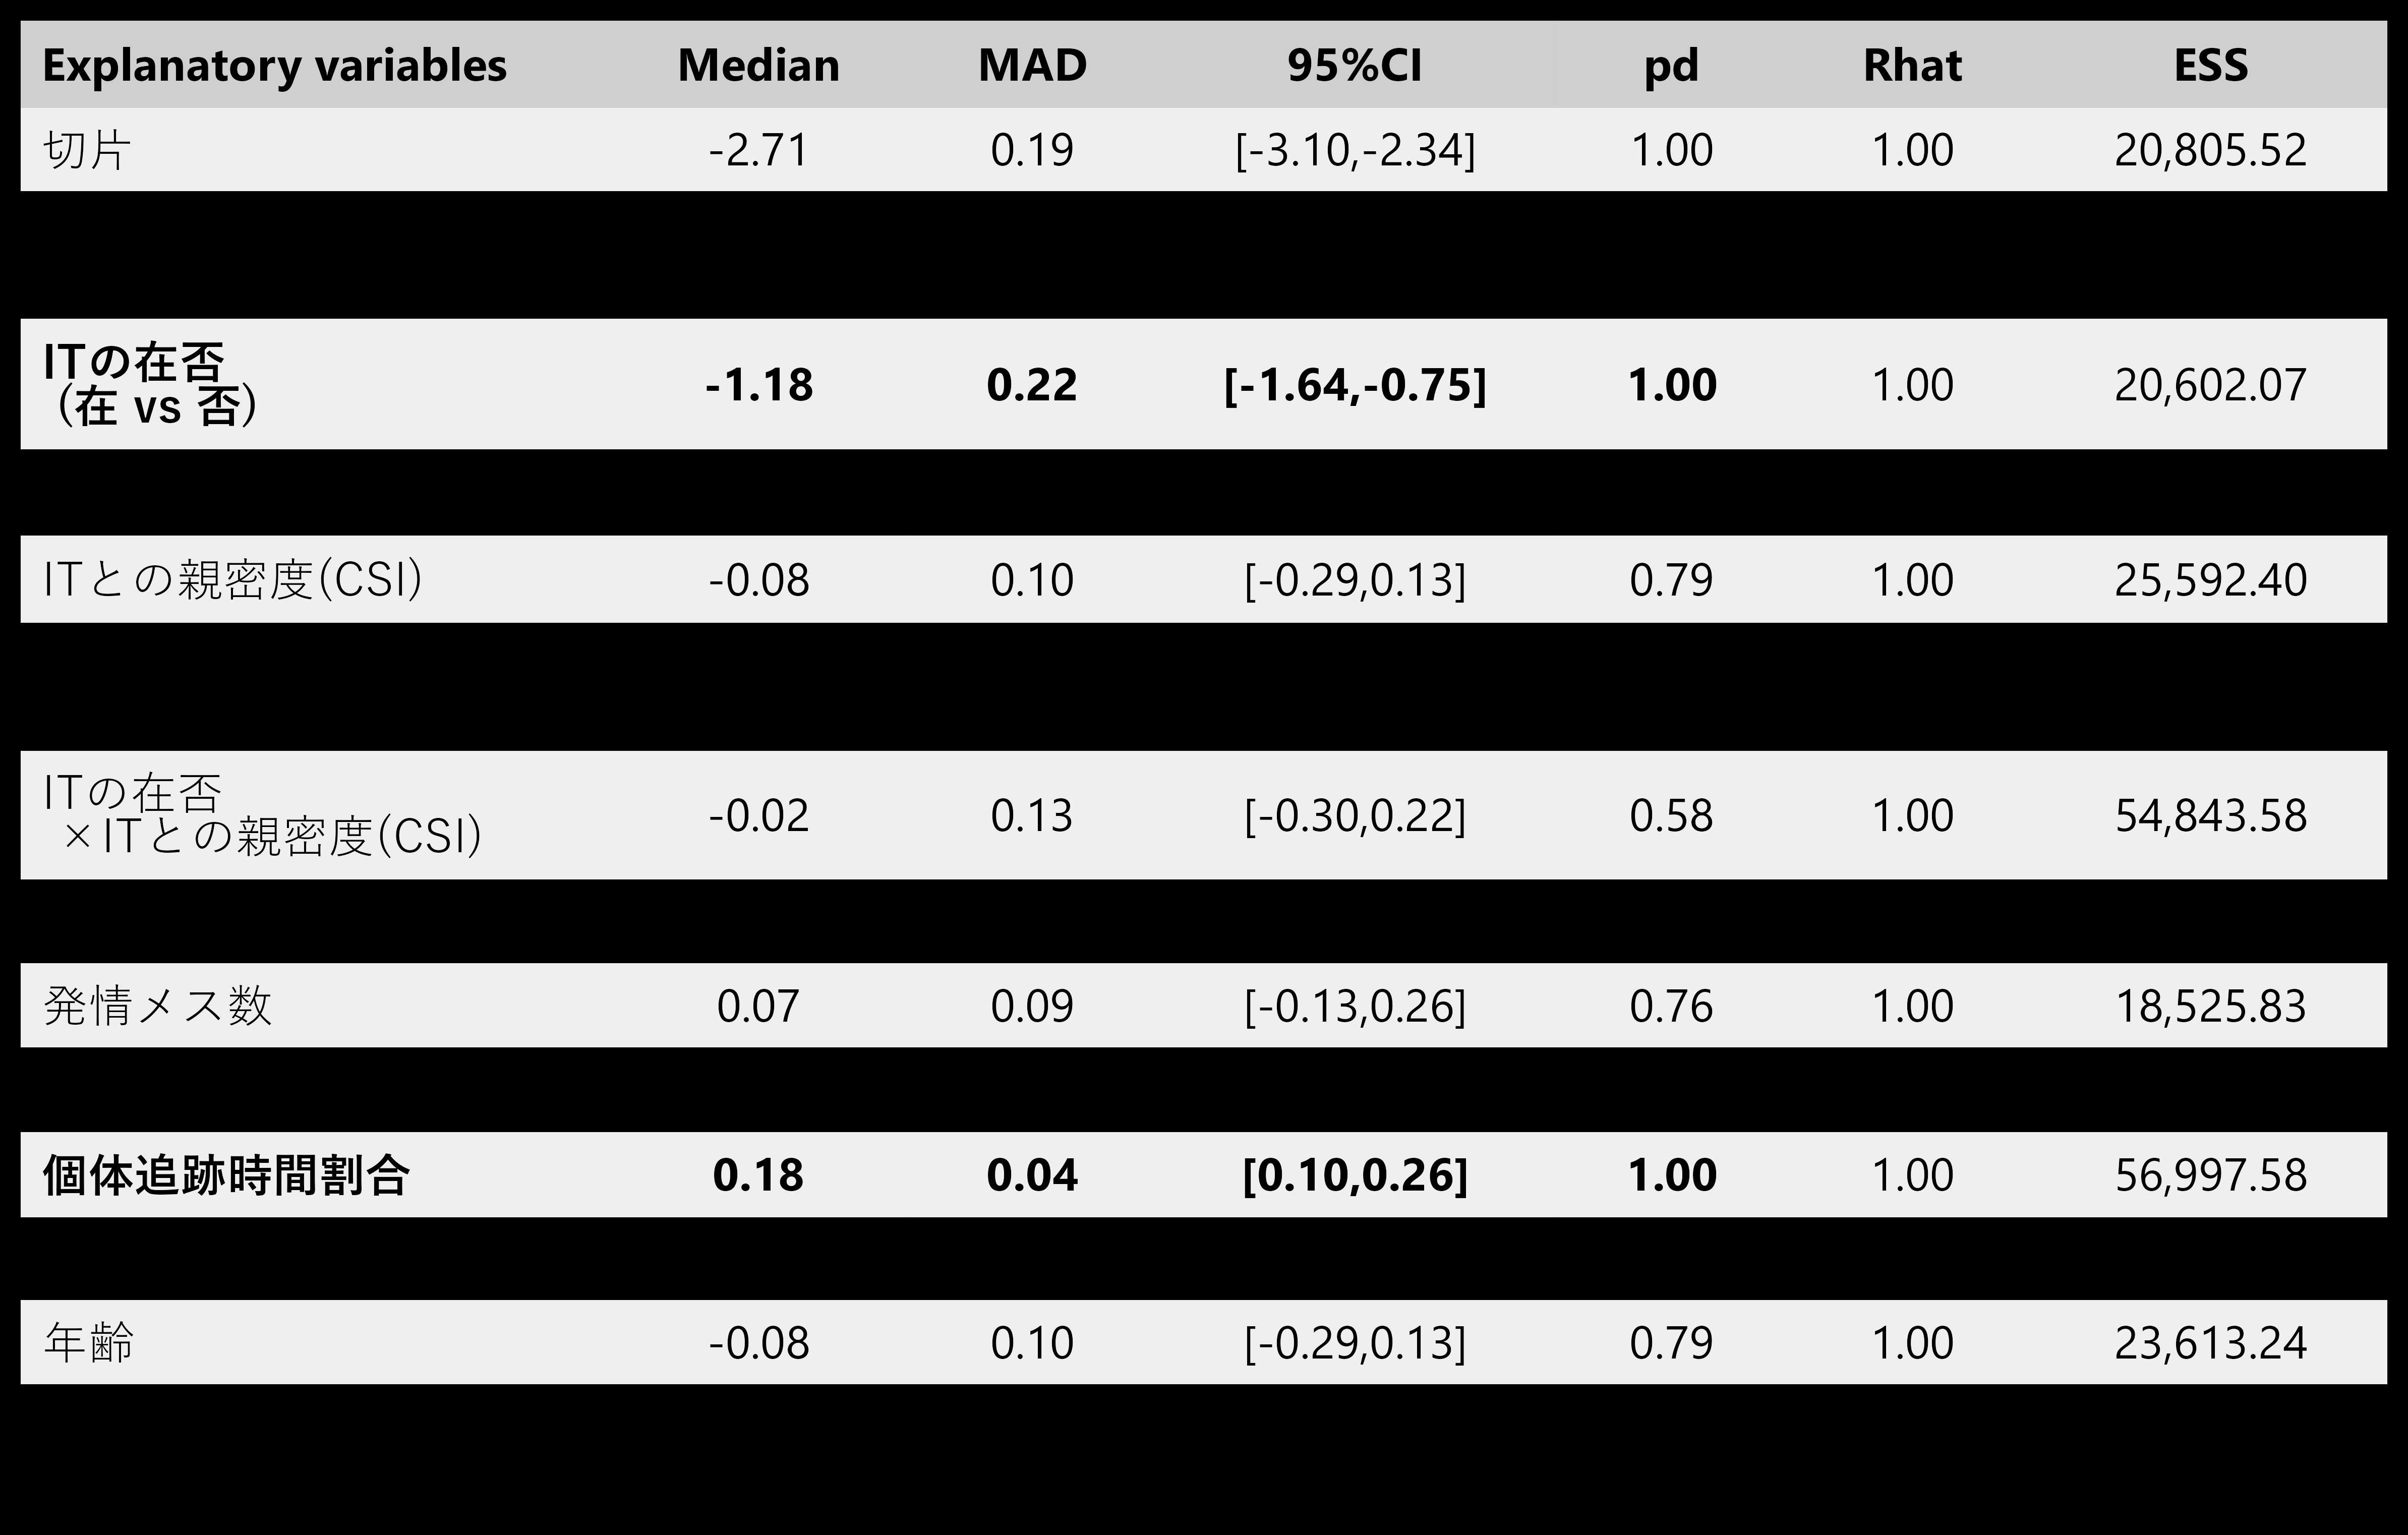 Explanatory variables Median MAD 95%CI pd Rhat ESS
切片 -2.71 0.19 [-3.10,-2.34] 1.00 1.00 20,805.52
ITの在否
(在 vs 否) -1.18 0.22 [-1.64,-0.75] 1.00 1.00 20,602.07
ITとの親密度(CSI) -0.08 0.10 [-0.29,0.13] 0.79 1.00 25,592.40
ITの在否
×ITとの親密度(CSI) -0.02 0.13 [-0.30,0.22] 0.58 1.00 54,843.58
発情メス数 0.07 0.09 [-0.13,0.26] 0.76 1.00 18,525.83
個体追跡時間割合 0.18 0.04 [0.10,0.26] 1.00 1.00 56,997.58
年齢 -0.08 0.10 [-0.29,0.13] 0.79 1.00 23,613.24